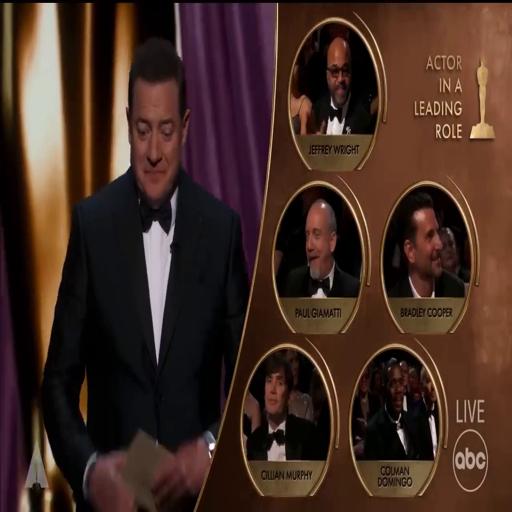 ACTOR
IN A
LEADING
ROLE
JEFFREY WRIGHT
PAUL GIAMATTI
BRADLEY COOPER
CILLIAN MURPHY
COLMAN
DOMINGO
LIVE
abc